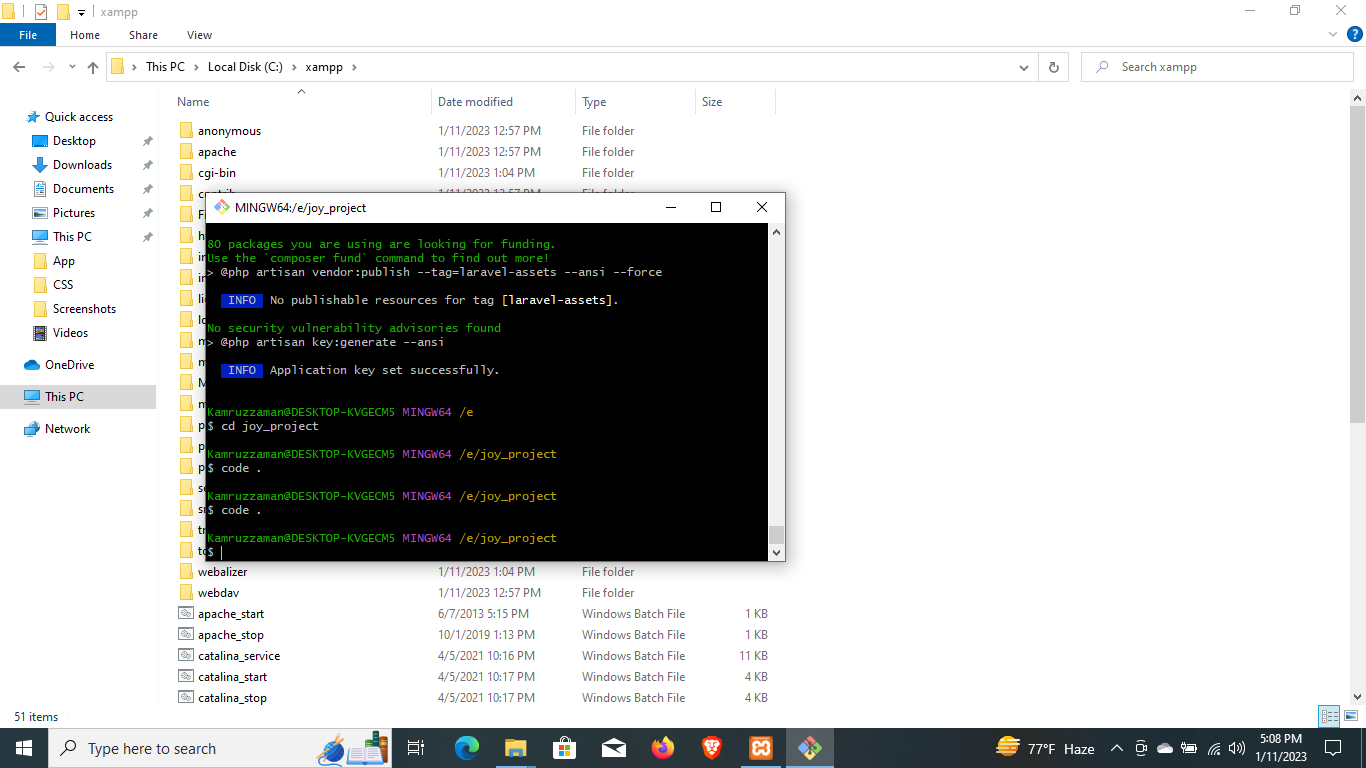 xampp
File Home Share View
This PC Local Disk (C:) xampp
Search xampp
Name Date modified Type Size
Quick access
Desktop
Downloads
Documents
Pictures
This PC
App
CSS
Screenshots
Videos
OneDrive
This PC
Network
anonymous 1/11/2023 12:57 PM File folder
apache 1/11/2023 12:57 PM File folder
cgi-bin 1/11/2023 1:04 PM File folder
MINGW64:/e/joy_project
80 packages you are using are looking for funding.
Use the `composer fund` command to find out more!
> @php artisan vendor:publish --tag=laravel-assets --ansi --force
INFO No publishable resources for tag [laravel-assets].
No security vulnerability advisories found
> @php artisan key:generate --ansi
INFO Application key set successfully.
Kamruzzaman@DESKTOP-KVGECM5 MINGW64 /e
$ cd joy_project
Kamruzzaman@DESKTOP-KVGECM5 MINGW64 /e/joy_project
$ code .
Kamruzzaman@DESKTOP-KVGECM5 MINGW64 /e/joy_project
$ code .
Kamruzzaman@DESKTOP-KVGECM5 MINGW64 /e/joy_project
$
webalizer 1/11/2023 1:04 PM File folder
webdav 1/11/2023 12:57 PM File folder
apache_start 6/7/2013 5:15 PM Windows Batch File 1 KB
apache_stop 10/1/2019 1:13 PM Windows Batch File 1 KB
catalina_service 4/5/2021 10:16 PM Windows Batch File 11 KB
catalina_start 4/5/2021 10:17 PM Windows Batch File 4 KB
catalina_stop 4/5/2021 10:17 PM Windows Batch File 4 KB
51 items
Type here to search
77°F Haze
5:08 PM
1/11/2023